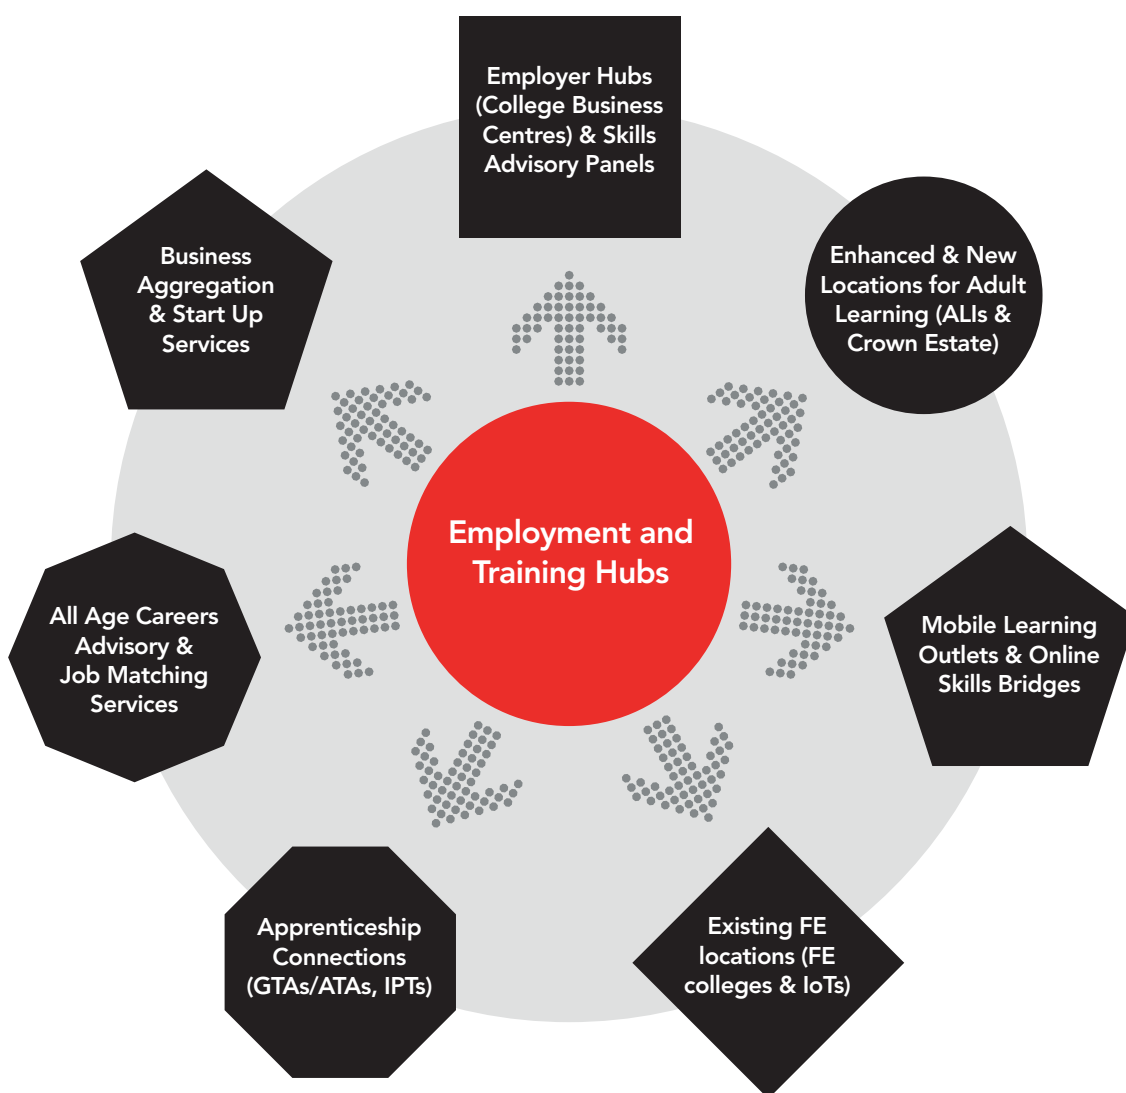 Employer Hubs
(College Business
Centres) & Skills
Advisory Panels
Enhanced & New
Locations for Adult
Learning (ALIs &
Crown Estate)
Mobile Learning
Outlets & Online
Skills Bridges
Existing FE
locations (FE
colleges & IoTs)
Apprenticeship
Connections
(GTAs/ATAs, IPTs)
All Age Careers
Advisory &
Job Matching
Services
Business
Aggregation
& Start Up
Services
Employment and
Training Hubs